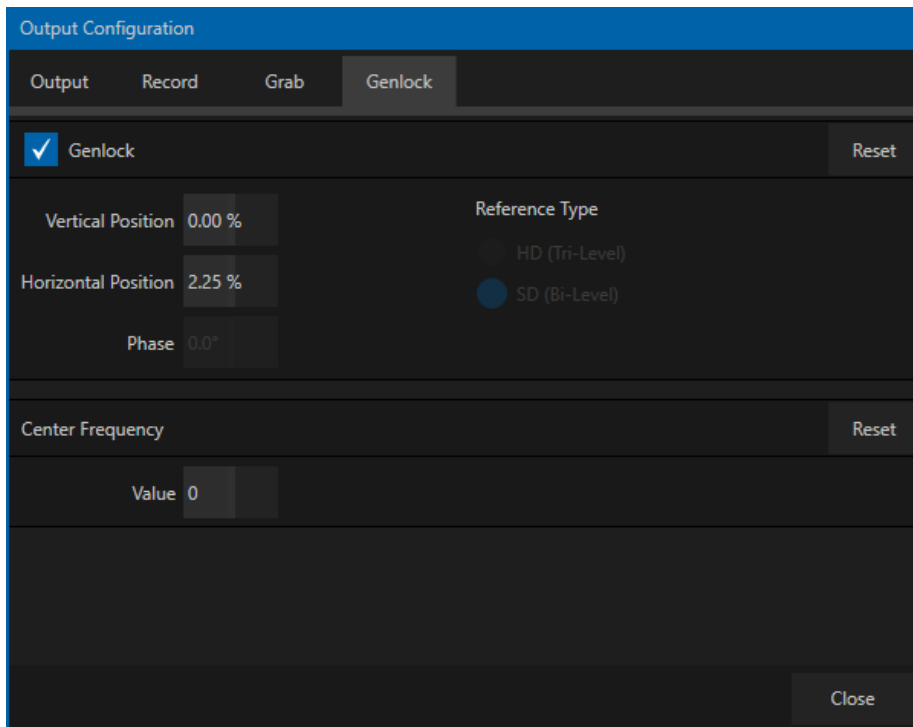 Output Configuration
Output Record Grab Genlock
Genlock Reset
Vertical Position 0.00 %
Reference Type
HD (Tri-Level)
Horizontal Position 2.25 %
SD (Bi-Level)
Phase 0.0°
Center Frequency Reset
Value 0
Close